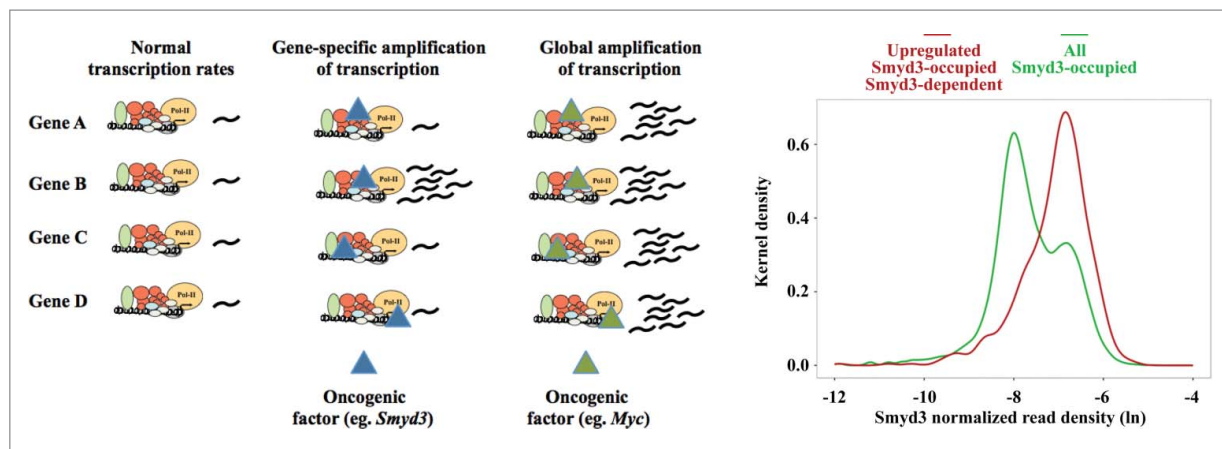 Normal
transcription rates
Gene-specific amplification
of transcription
Global amplification
of transcription
Gene A
Pol-II
Pol-II
Pol-II
Gene B
Pol-II
Pol-II
Pol-II
Gene C
Pol-II
Pol-II
Pol-II
Gene D
Pol-II
Pol-II
Pol-II
Oncogenic
factor (eg. Smyd3)
Oncogenic
factor (eg. Myc)
Upregulated
Smyd3-occupied
Smyd3-dependent
All
Smyd3-occupied
Kernel density
0.6
0.4
0.2
0.0
-12 -10 -8 -6 -4
Smyd3 normalized read density (ln)